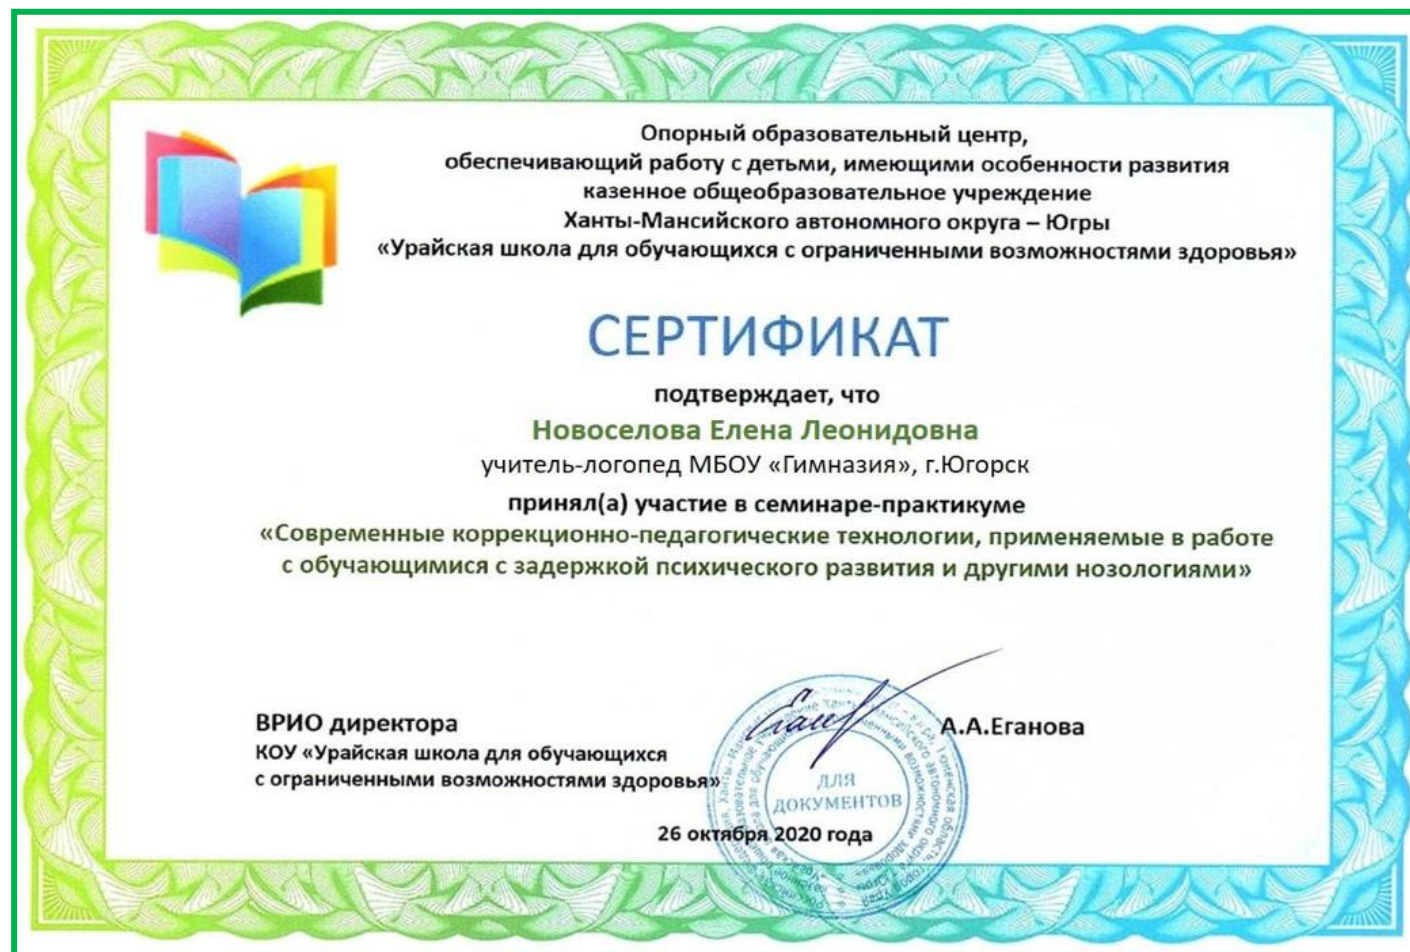 Опорный образовательный центр,
обеспечивающий работу с детьми, имеющими особенности развития
казенное общеобразовательное учреждение
Ханты-Мансийского автономного округа – Югры
«Урайская школа для обучающихся с ограниченными возможностями здоровья»
СЕРТИФИКАТ
подтверждает, что
Новоселова Елена Леонидовна
учитель-логопед МБОУ «Гимназия», г.Югорск
принял(а) участие в семинаре-практикуме
«Современные коррекционно-педагогические технологии, применяемые в работе
с обучающимися с задержкой психического развития и другими нозологиями»
ВРИО директора
А.А.Еганова
КОУ «Урайская школа для обучающихся
с ограниченными возможностями здоровья»
ДЛЯ
ДОКУМЕНТОВ
26 октября 2020 года